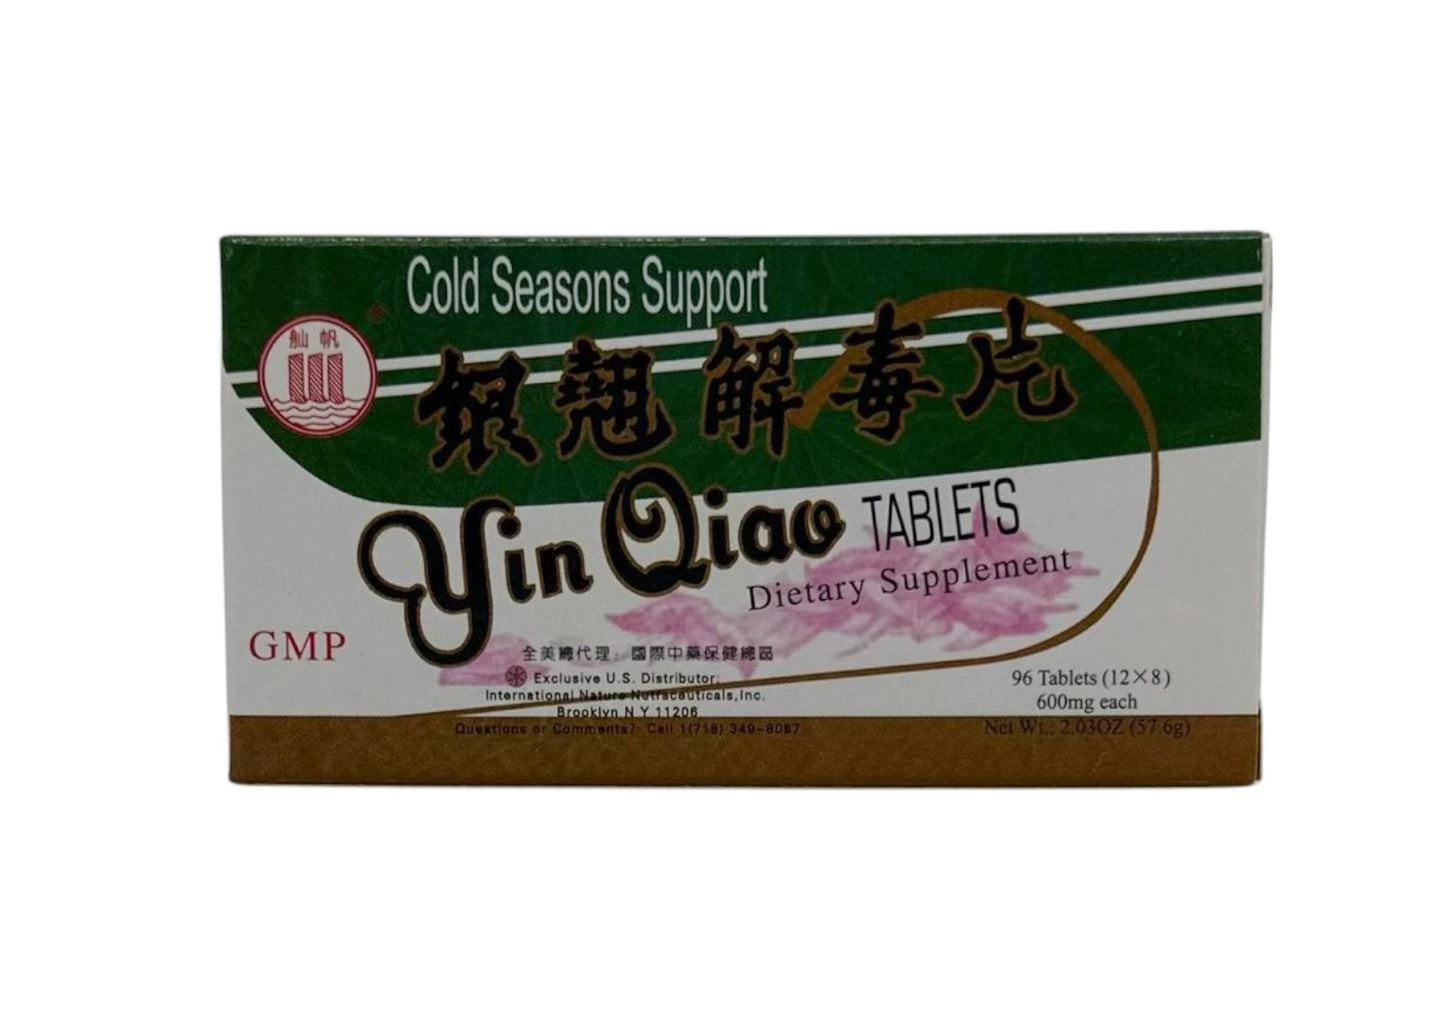 Cold Seasons Support
舢帆
銀翹解毒片
Yin Qiao TABLETS
Dietary Supplement
GMP
全美總代理：國際中藥保健總區
Exclusive U.S. Distributor:
International Nature Nutraceuticals, Inc.
Brooklyn N Y 11206
Questions or Comments? Call 1(718) 349-8087
96 Tablets (12×8)
600mg each
Net Wt.: 2.03OZ (57.6g)